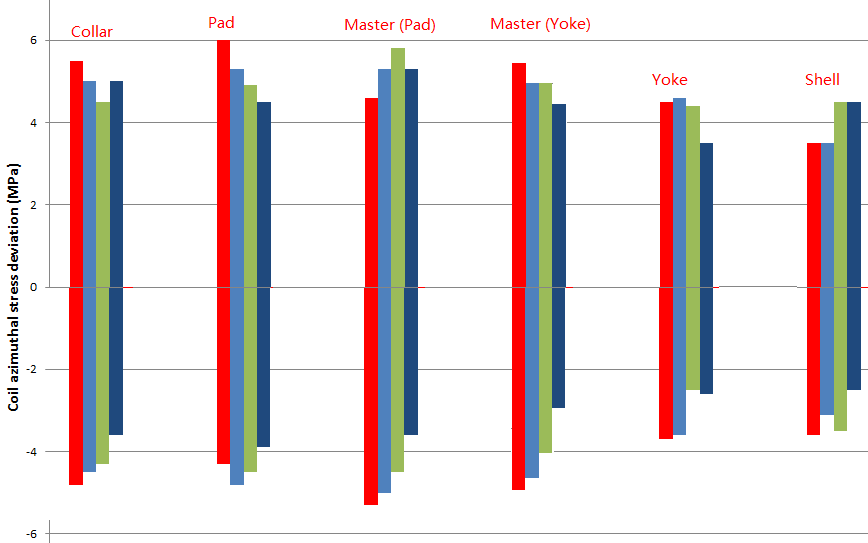 Collar
Pad
Master (Pad)
Master (Yoke)
Yoke
Shell
Coil azimuthal stress deviation (MPa)
6
4
2
0
-2
-4
-6